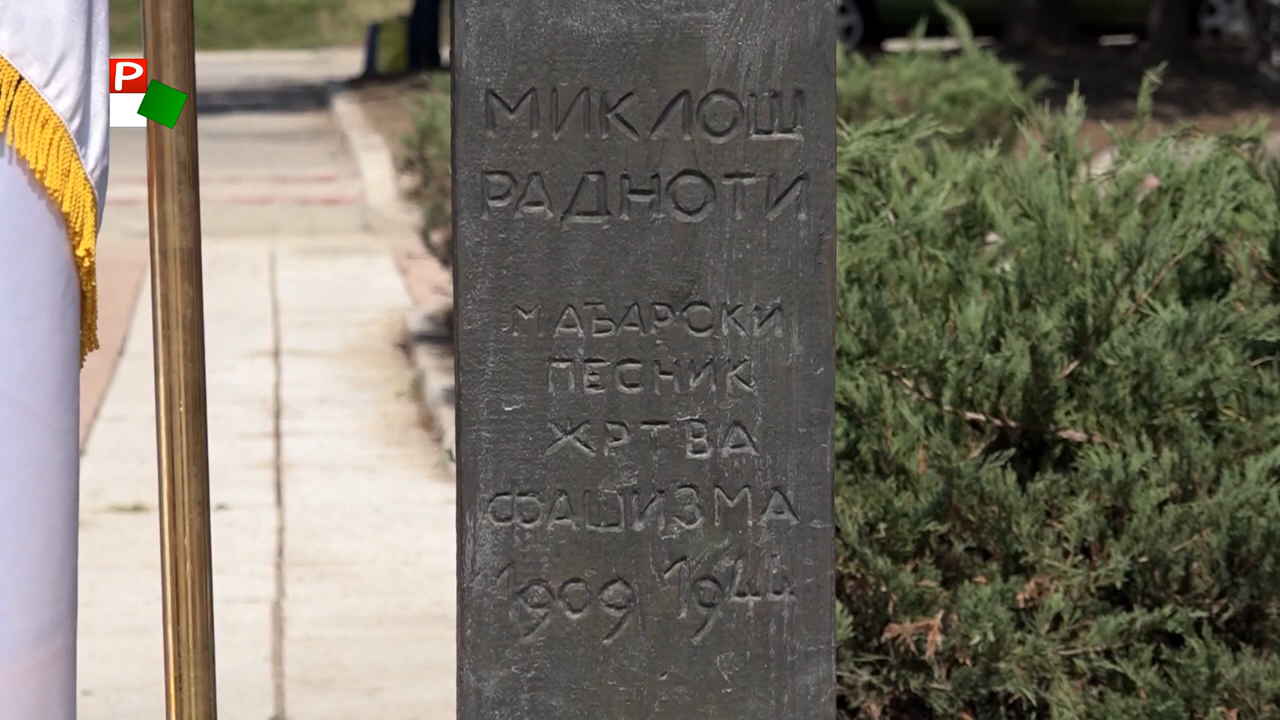 P
МИКЛОШ
РАДНОТИ
МАЂАРСКИ
ПЕСНИК
ЖРТВА
ФАШИЗМА
1909 1944